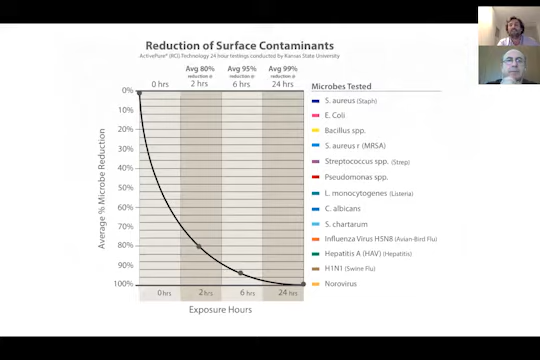 Reduction of Surface Contaminants
ActivePure® (RCI) Technology 24 hour testings conducted by Kansas State University
Avg 80% Avg 95% Avg 99%
reduction @ reduction @ reduction @
0 hrs 2 hrs 6 hrs 24 hrs
Microbes Tested
0%
10%
20%
30%
40%
50%
60%
70%
80%
90%
100%
Average % Microbe Reduction
0 hrs 2 hrs 6 hrs 24 hrs
Exposure Hours
S. aureus (Staph)
E. Coli
Bacillus spp.
S. aureus r (MRSA)
Streptococcus spp. (Strep)
Pseudomonas spp.
L. monocytogenes (Listeria)
C. albicans
S. chartarum
Influenza Virus H5N8 (Avian-Bird Flu)
Hepatitis A (HAV) (Hepatitis)
H1N1 (Swine Flu)
Norovirus